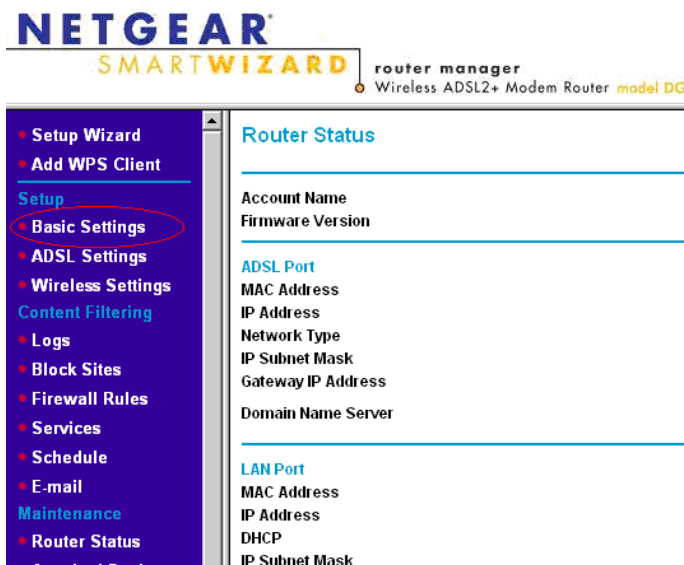 NETGEAR
SMARTWIZARD
router manager
Wireless ADSL2+ Modem Router model DG
Setup Wizard
Add WPS Client
Setup
Basic Settings
ADSL Settings
Wireless Settings
Content Filtering
Logs
Block Sites
Firewall Rules
Services
Schedule
E-mail
Maintenance
Router Status
Router Status
Account Name
Firmware Version
ADSL Port
MAC Address
IP Address
Network Type
IP Subnet Mask
Gateway IP Address
Domain Name Server
LAN Port
MAC Address
IP Address
DHCP
IP Subnet Mask